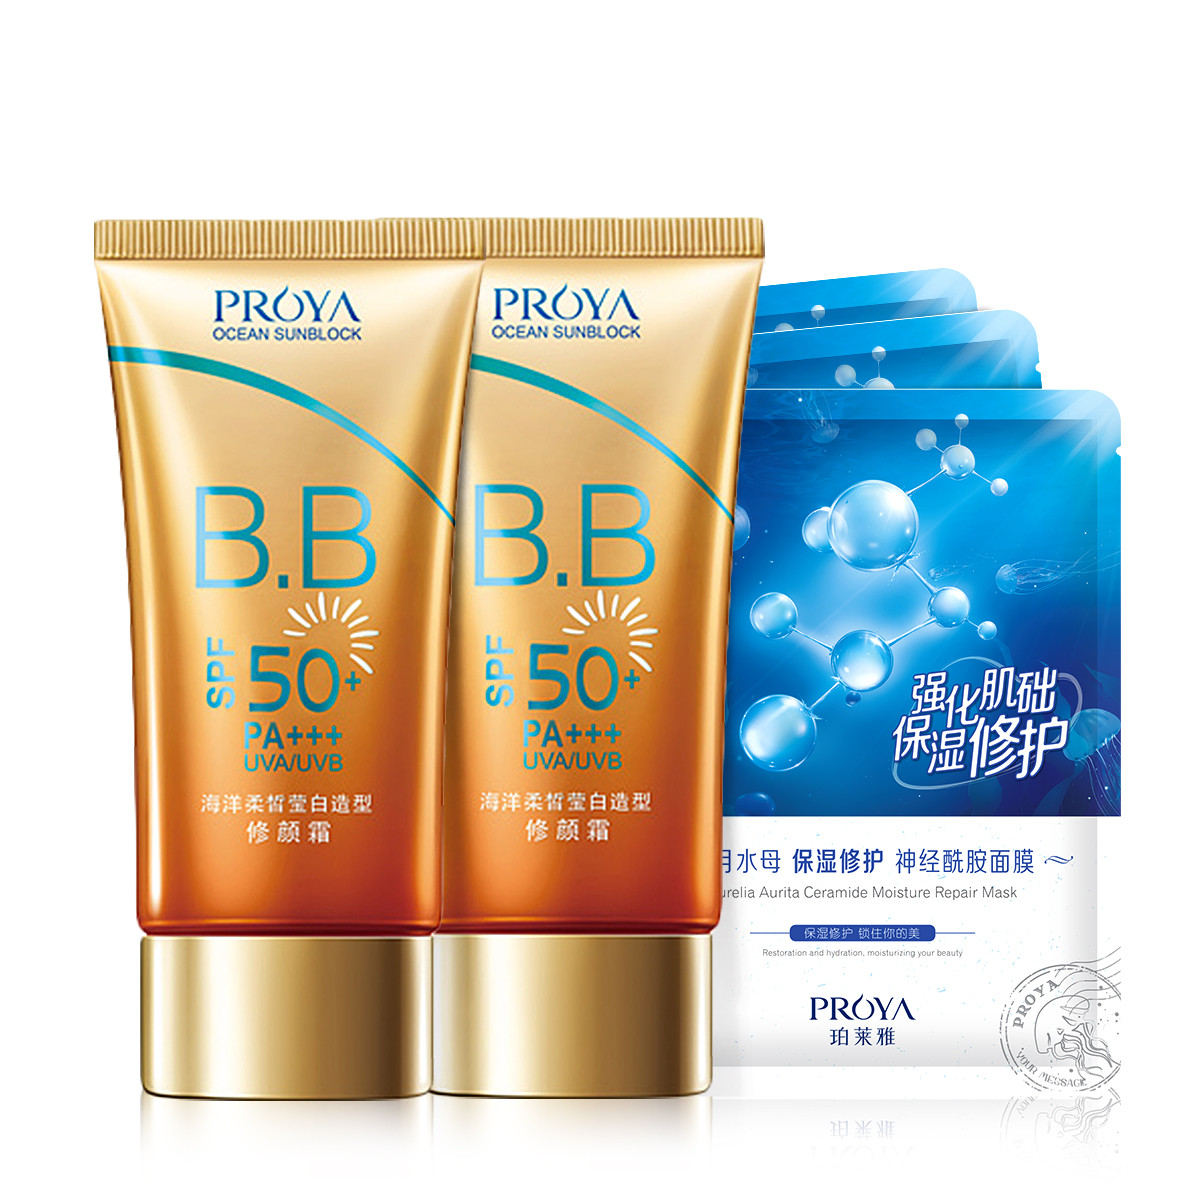 PROYA
OCEAN SUNBLOCK
B.B
SPF
50+
PA+++
UVA/UVB
海洋柔皙莹白造型
修颜霜
PROYA
OCEAN SUNBLOCK
B.B
SPF
50+
PA+++
UVA/UVB
海洋柔皙莹白造型
修颜霜
强化肌础
保湿修护
月水母 保湿修护 神经酰胺面膜
urelia Aurita Ceramide Moisture Repair Mask
保湿修护 锁住你的美
Restoration and hydration, moisturizing your beauty
PROYA
珀莱雅
PROYA
YOUR MESSAGE